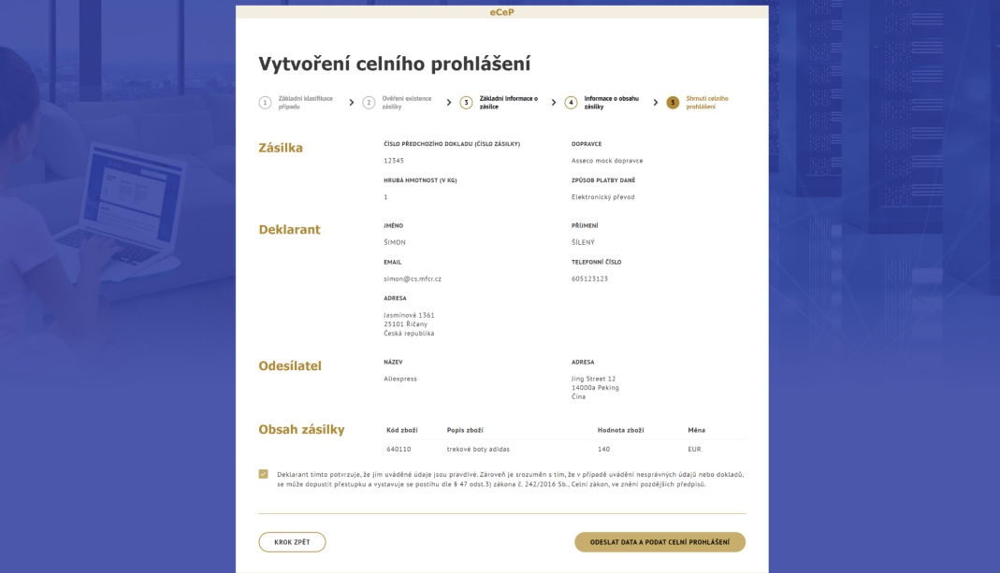 eCeP
Vytvoření celního prohlášení
1 Základní klasifikace případu
2 Ověření existence zásilky
3 Základní informace o zásilce
4 Informace o obsahu zásilky
5 Shrnutí celního prohlášení
Zásilka
ČÍSLO PŘEDCHOZÍHO DOKLADU (ČÍSLO ZÁSILKY)
12345
DOPRAVCE
Asseco mock dopravce
HRUBÁ HMOTNOST (V KG)
1
ZPŮSOB PLATBY DANĚ
Elektronický převod
Deklarant
JMÉNO
ŠIMON
PŘÍJMENÍ
ŠÍLENÝ
EMAIL
simon@cs.mfcr.cz
TELEFONNÍ ČÍSLO
605123123
ADRESA
Jasmínová 1361
25101 Říčany
Česká republika
Odesílatel
NÁZEV
Aliexpress
ADRESA
Jing Street 12
14000a Peking
Čína
Obsah zásilky
Kód zboží Popis zboží Hodnota zboží Měna
640110 trekové boty adidas 140 EUR
Deklarant tímto potvrzuje, že jím uváděné údaje jsou pravdivé. Zároveň je srozuměn s tím, že v případě uvádění nesprávných údajů nebo dokladů,
se může dopustit přestupku a vystavuje se postihu dle § 47 odst.3) zákona č. 242/2016 Sb., Celní zákon, ve znění pozdějších předpisů.
KROK ZPĚT
ODESLAT DATA A PODAT CELNÍ PROHLÁŠENÍ